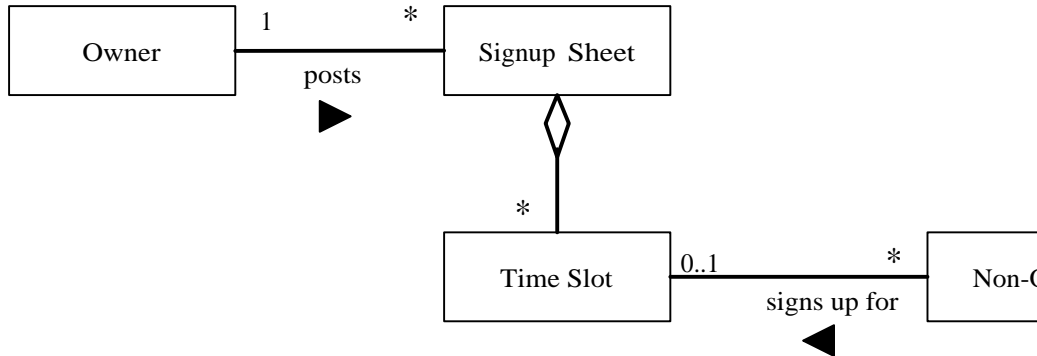 1
*
Owner
Signup Sheet
posts
*
Time Slot
0..1
*
signs up for